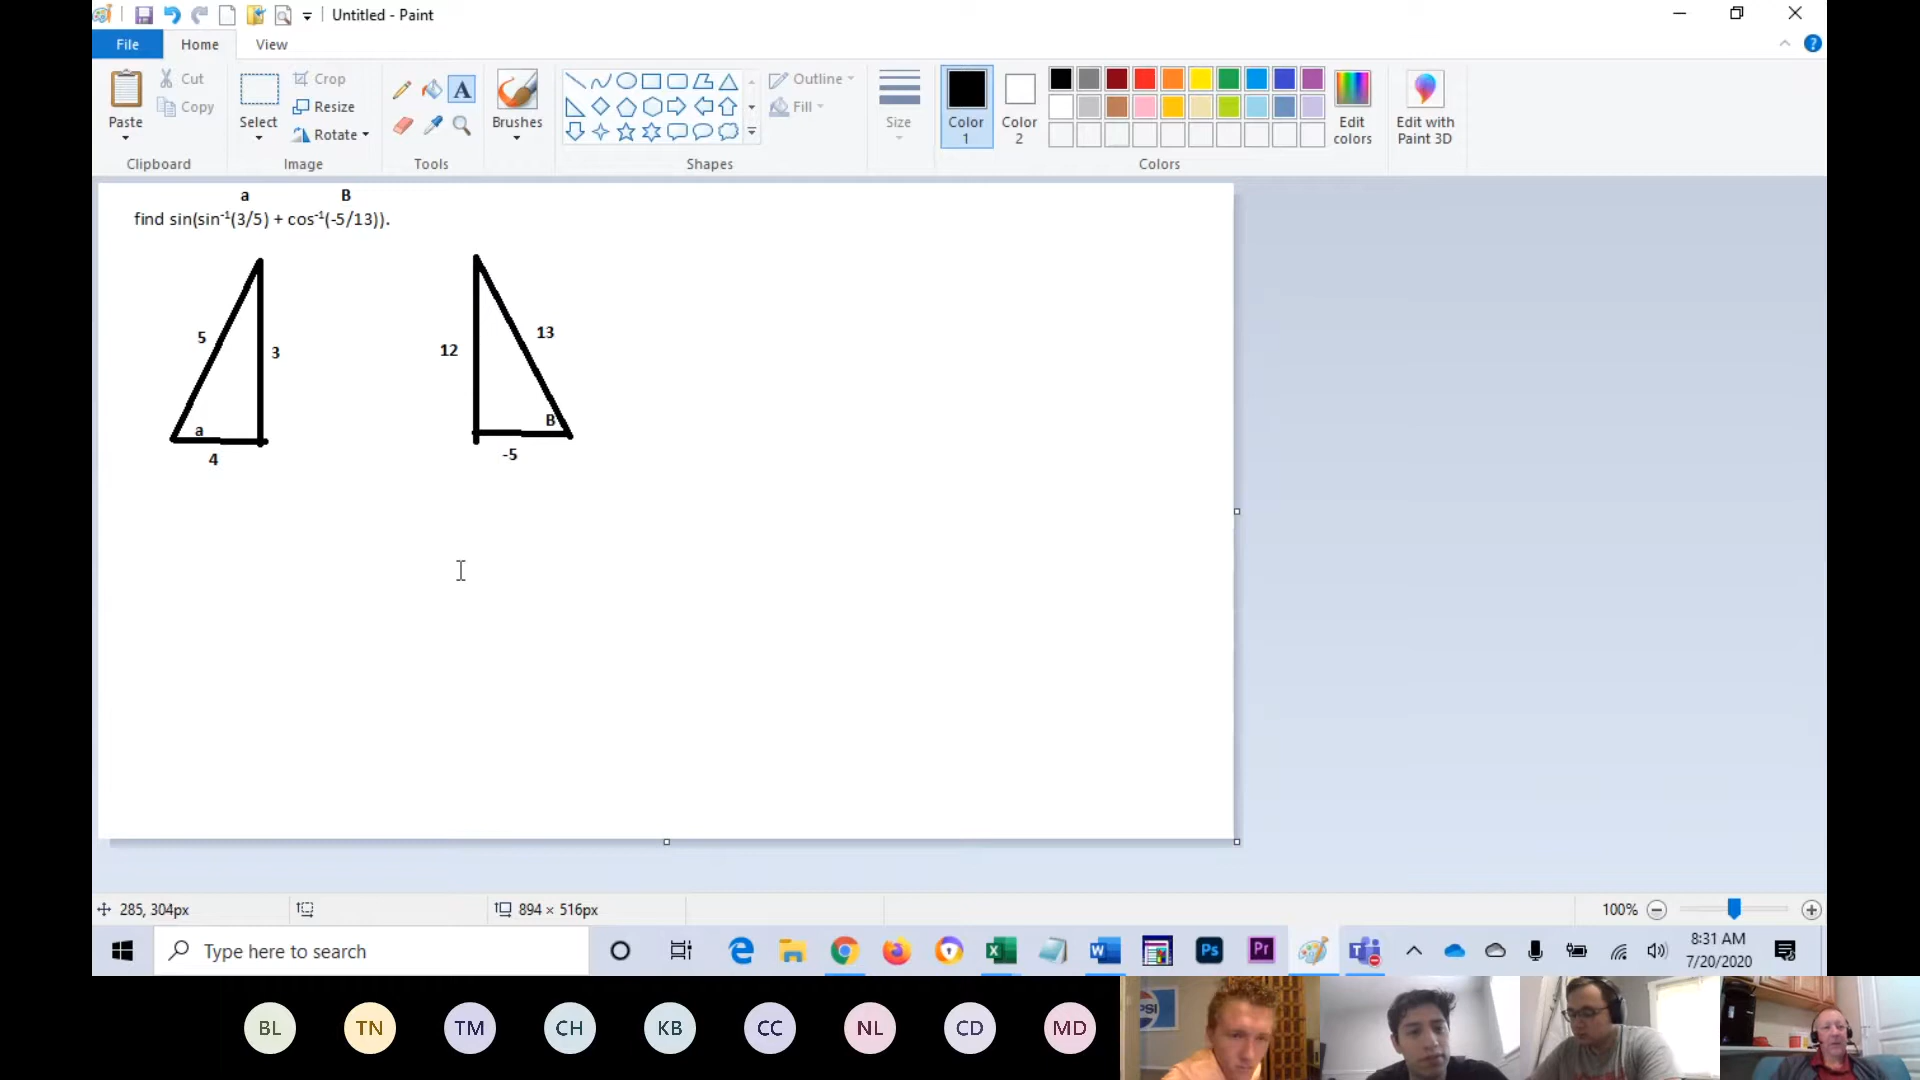 Untitled - Paint
File Home View
Paste
Cut
Copy
Clipboard
Select
Crop
Resize
Rotate
Image
A
Tools
Brushes
Shapes
Outline
Fill
Size
Color 1
Color 2
Edit colors
Colors
Edit with Paint 3D
?
a B
find sin(sin⁻¹(3/5) + cos⁻¹(-5/13)).
5
3
a
4
12
13
B
-5
285, 304px
894 × 516px
100%
Type here to search
Ps
Pr
8:31 AM
7/20/2020
BL TN TM CH KB CC NL CD MD
PSI